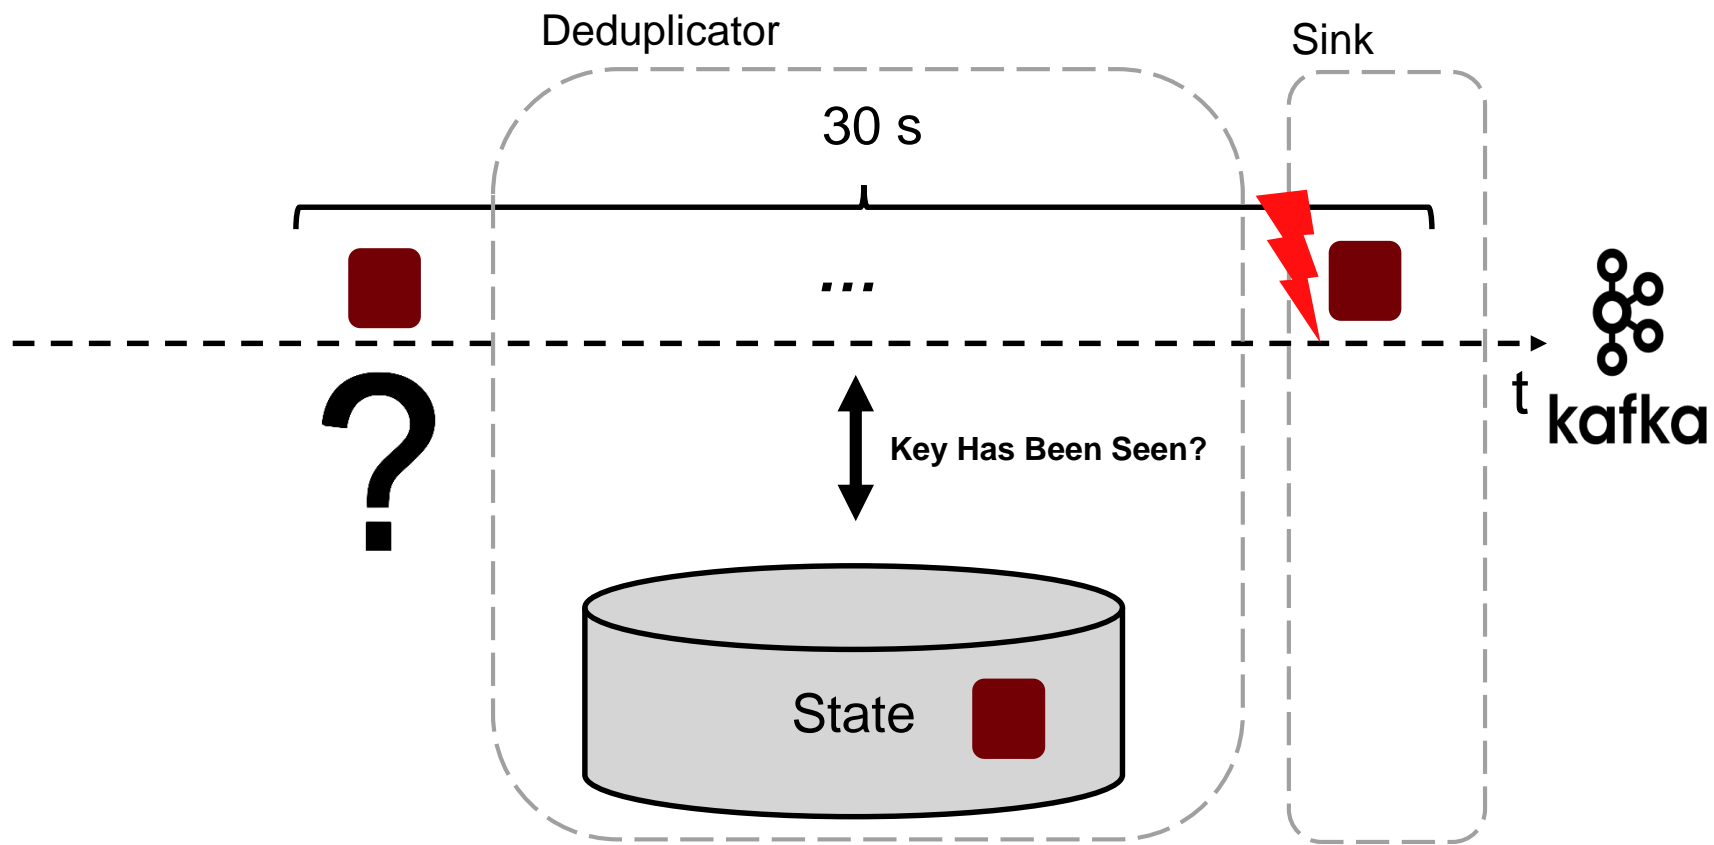 Deduplicator
Sink
30 s
...
t
kafka
Key Has Been Seen?
?
State